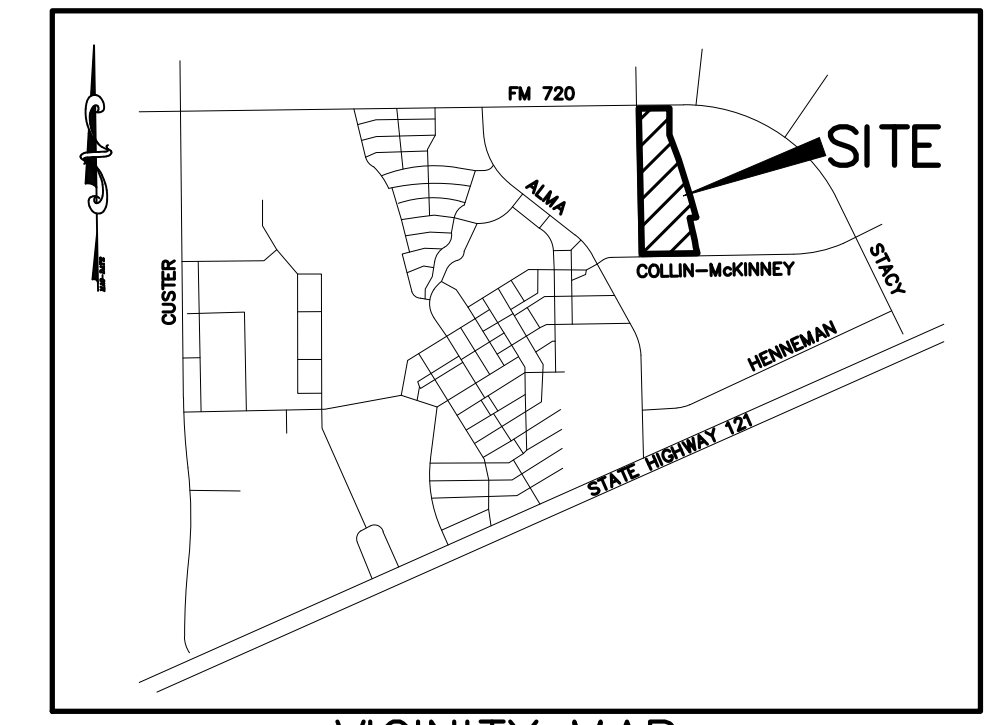 FM 720
SITE
ALMA
CUSTER
COLLIN-McKINNEY
STACY
HENNEMAN
STATE HIGHWAY 121
VICINITY MAP